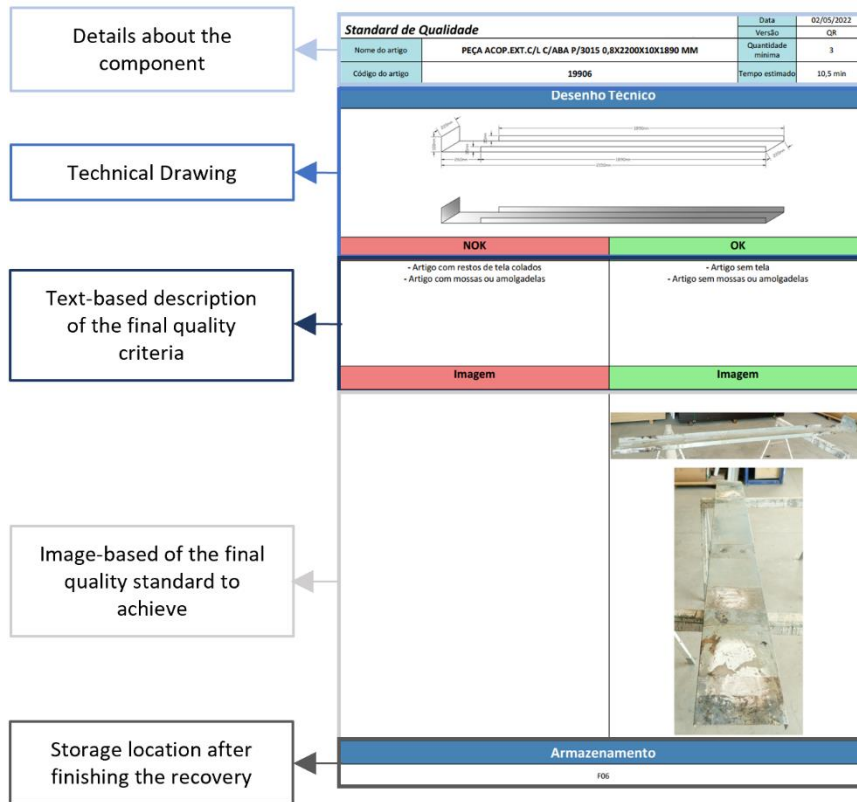 Details about the
component
Standard de Qualidade
Data
02/05/2022
Versão
QR
Nome do artigo
PEÇA ACOP.EXT.C/L C/ABA P/3015 0,8X2200X10X1890 MM
Quantidade
mínima
3
Código do artigo
19906
Tempo estimado
10,5 min
Technical Drawing
Desenho Técnico
NOK
OK
Text-based description
of the final quality
criteria
- Artigo com restos de tela colados
- Artigo com mossas ou amolgadelas
- Artigo sem tela
- Artigo sem mossas ou amolgadelas
Imagem
Imagem
Image-based of the final
quality standard to
achieve
Storage location after
finishing the recovery
Armazenamento
F06